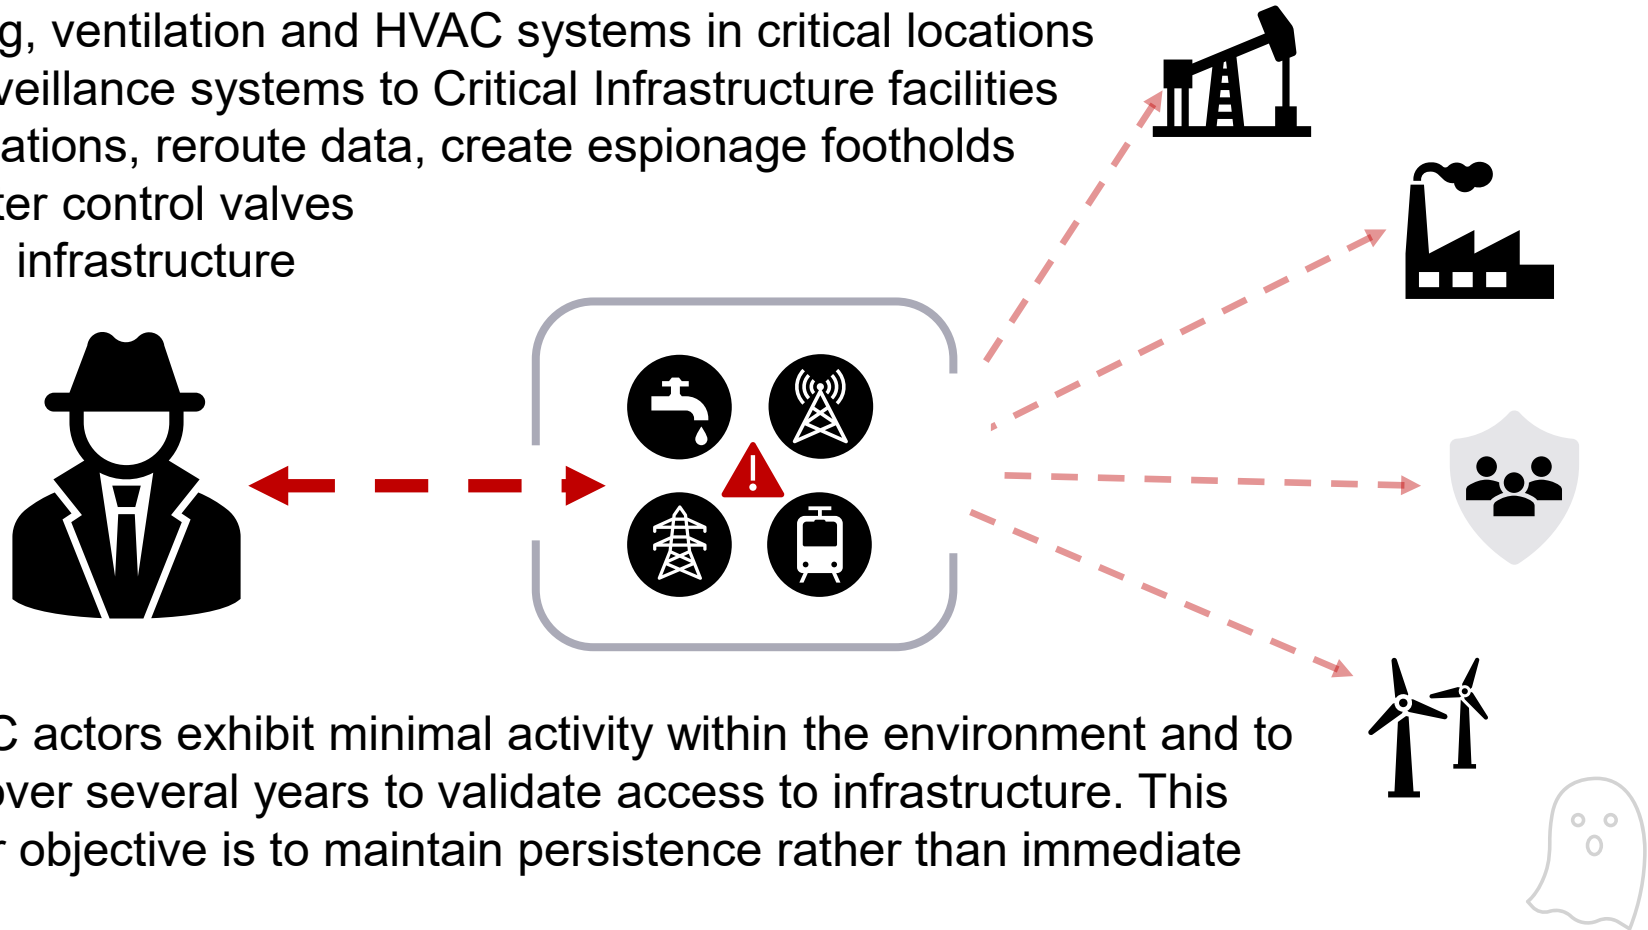 g, ventilation and HVAC systems in critical locations
veillance systems to Critical Infrastructure facilities
ations, reroute data, create espionage footholds
ter control valves
infrastructure
C actors exhibit minimal activity within the environment and to
over several years to validate access to infrastructure. This
r objective is to maintain persistence rather than immediate